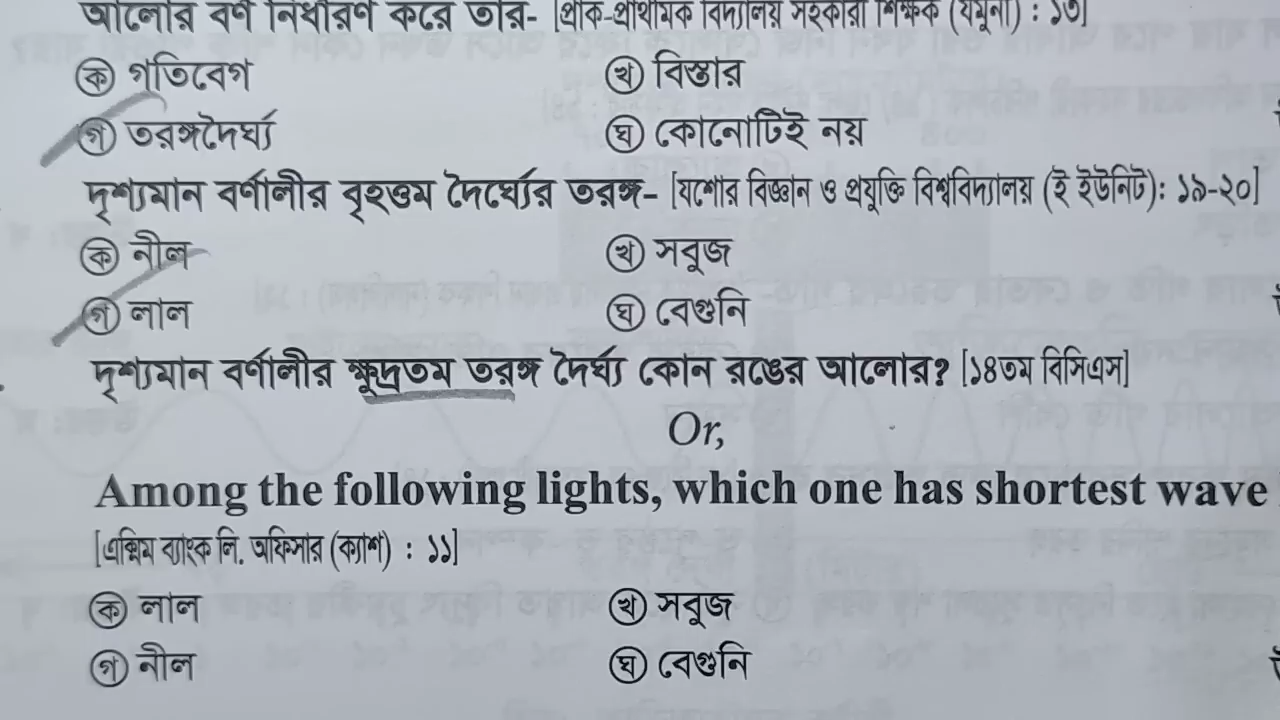 আলোর বর্ণ নির্ধারণ করে তার- [প্রাক-প্রাথমিক বিদ্যালয় সহকারী শিক্ষক (যমুনা) : ১৩]
ক গতিবেগ খ বিস্তার
গ তরঙ্গদৈর্ঘ্য ঘ কোনোটিই নয়
দৃশ্যমান বর্ণালীর বৃহত্তম দৈর্ঘ্যের তরঙ্গ- [যশোর বিজ্ঞান ও প্রযুক্তি বিশ্ববিদ্যালয় (ই ইউনিট): ১৯-২০]
ক নীল খ সবুজ
গ লাল ঘ বেগুনি
দৃশ্যমান বর্ণালীর ক্ষুদ্রতম তরঙ্গ দৈর্ঘ্য কোন রঙের আলোর? [১৪তম বিসিএস]
Or,
Among the following lights, which one has shortest wave
[এক্সিম ব্যাংক লি. অফিসার (ক্যাশ) : ১১]
ক লাল খ সবুজ
গ নীল ঘ বেগুনি